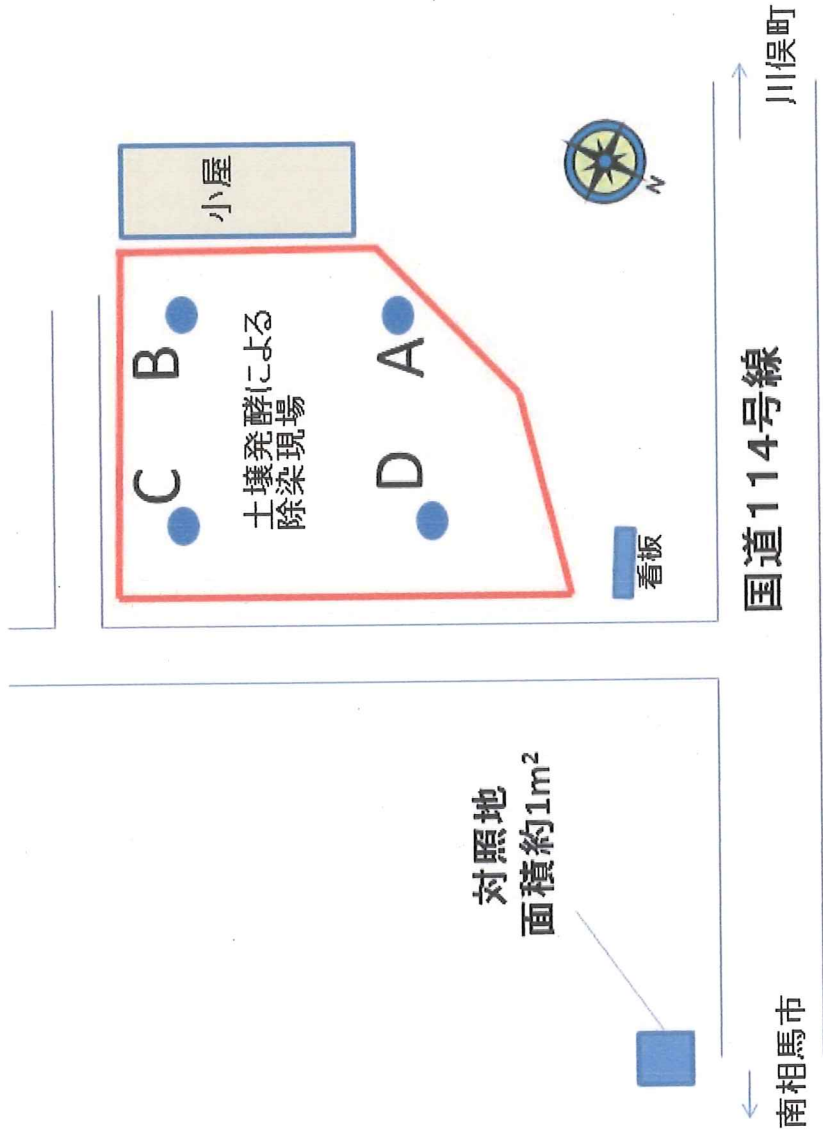 小屋
B
C
土壌発酵による
除染現場
A
D
N
看板
対照地
面積約1m²
国道114号線
川俣町
南相馬市